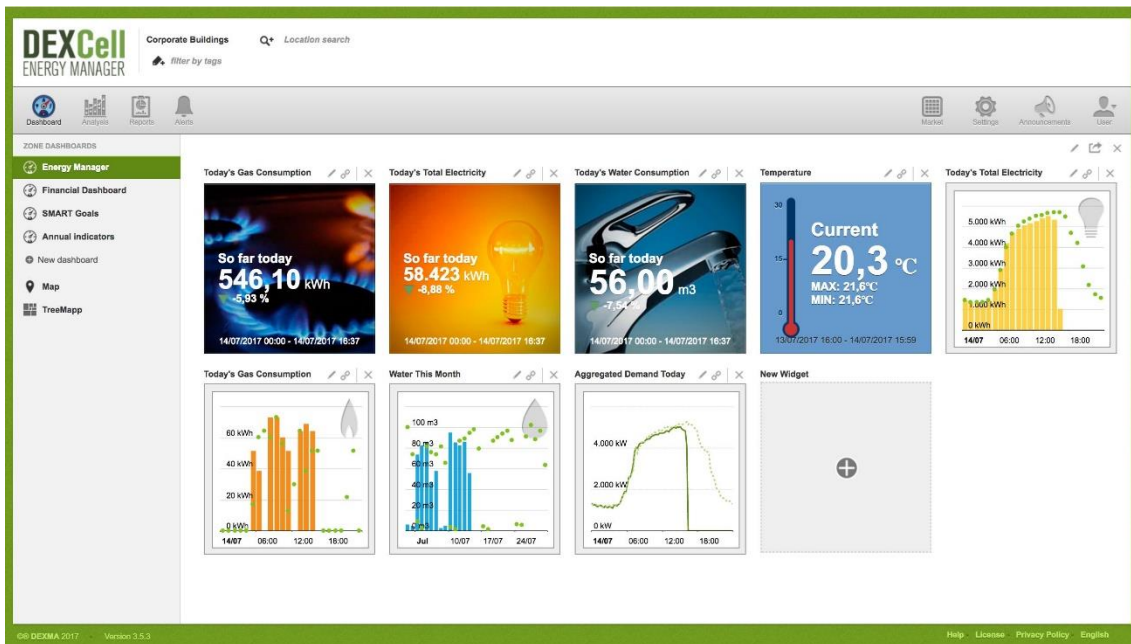 DEXCell
ENERGY MANAGER
Corporate Buildings
Location search
filter by tags
Dashboard
Analysis
Reports
Alerts
Market
Settings
Announcements
User
ZONE DASHBOARDS
Energy Manager
Financial Dashboard
SMART Goals
Annual indicators
New dashboard
Map
TreeMapp
Today's Gas Consumption
So far today
546,10 kWh
-5,93 %
14/07/2017 00:00 - 14/07/2017 16:37
Today's Total Electricity
So far today
58.423 kWh
-8,88 %
14/07/2017 00:00 - 14/07/2017 16:37
Today's Water Consumption
So far today
56,00 m3
-7,54 %
14/07/2017 00:00 - 14/07/2017 16:37
Temperature
30
15
0
Current
20,3 ºC
MAX: 21,6ºC
MIN: 21,6ºC
13/07/2017 16:00 - 14/07/2017 15:59
Today's Total Electricity
5.000 kWh
4.000 kWh
3.000 kWh
2.000 kWh
1.000 kWh
0 kWh
14/07 06:00 12:00 18:00
Today's Gas Consumption
60 kWh
40 kWh
20 kWh
0 kWh
14/07 06:00 12:00 18:00
Water This Month
100 m3
80 m3
60 m3
40 m3
20 m3
0 m3
Jul 10/07 17/07 24/07
Aggregated Demand Today
4.000 kW
2.000 kW
0 kW
14/07 06:00 12:00 18:00
New Widget
©® DEXMA 2017 - Version 3.5.3
Help - License - Privacy Policy - English